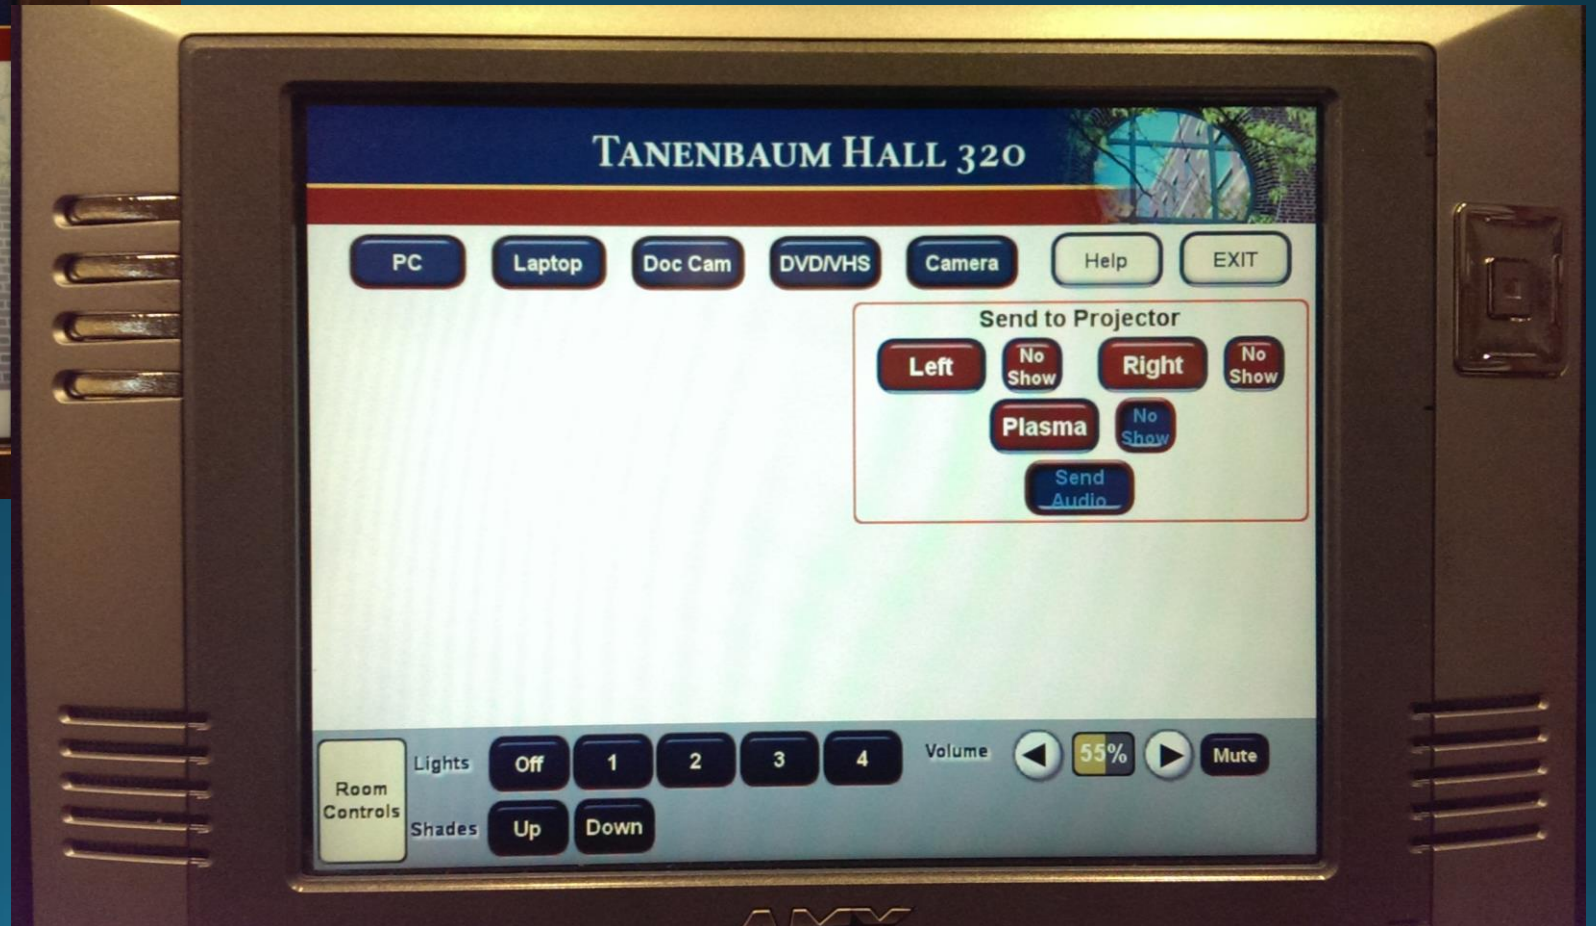 TANENBAUM HALL 320
PC Laptop Doc Cam DVD/VHS Camera Help EXIT
Send to Projector
Left No Show Right No Show
Plasma No Show
Send Audio
Room Controls
Lights Off 1 2 3 4 Volume 55% Mute
Shades Up Down
AMX